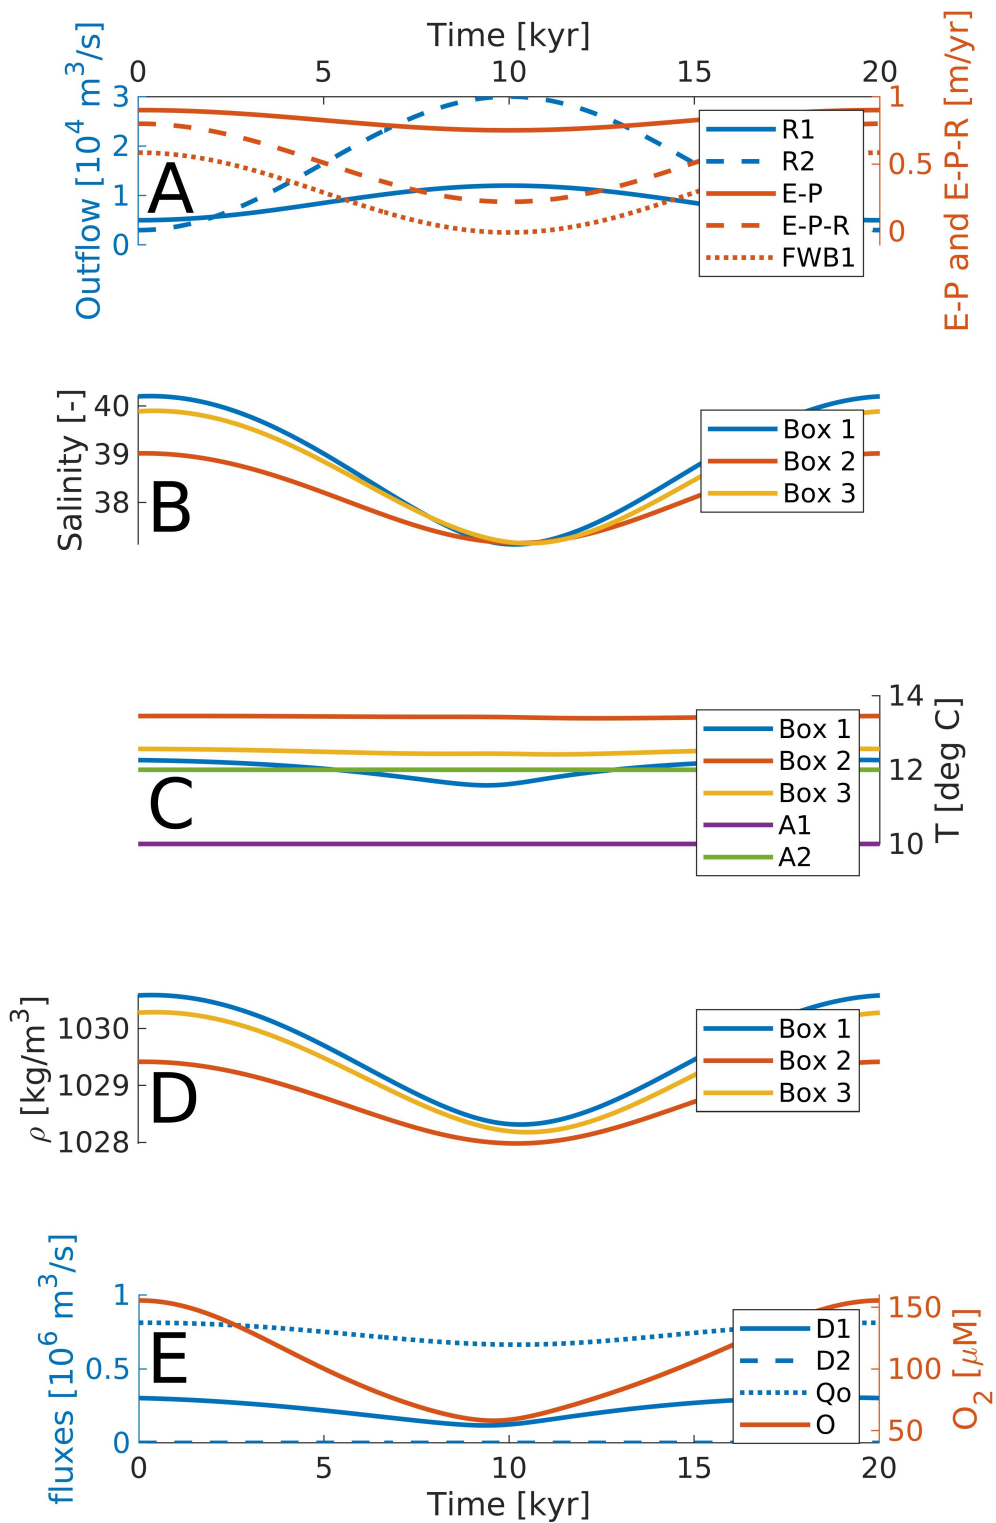 Time [kyr]
0 5 10 15 20
Outflow [10⁴ m³/s]
3
2
1
0
A
R1
R2
E-P
E-P-R
FWB1
1
0.5
0
E-P and E-P-R [m/yr]
Salinity [-]
40
39
38
B
Box 1
Box 2
Box 3
C
Box 1
Box 2
Box 3
A1
A2
14
12
10
T [deg C]
ρ [kg/m³]
1030
1029
1028
D
Box 1
Box 2
Box 3
fluxes [10⁶ m³/s]
1
0.5
0
E
D1
D2
Qo
O
150
100
50
O₂ [μM]
0 5 10 15 20
Time [kyr]